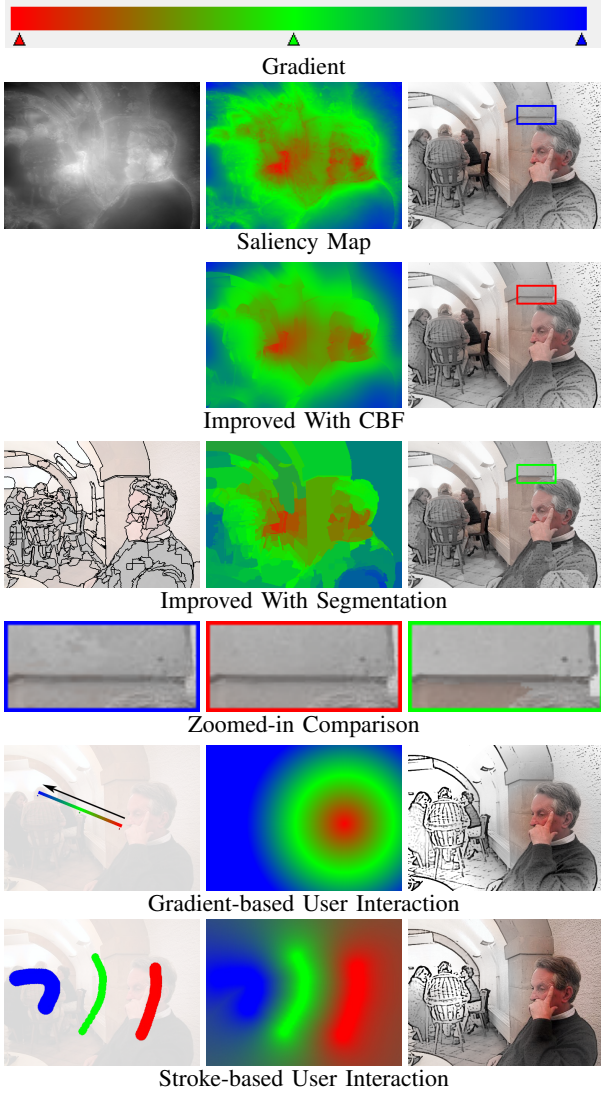 Gradient
Saliency Map
Improved With CBF
Improved With Segmentation
Zoomed-in Comparison
Gradient-based User Interaction
Stroke-based User Interaction